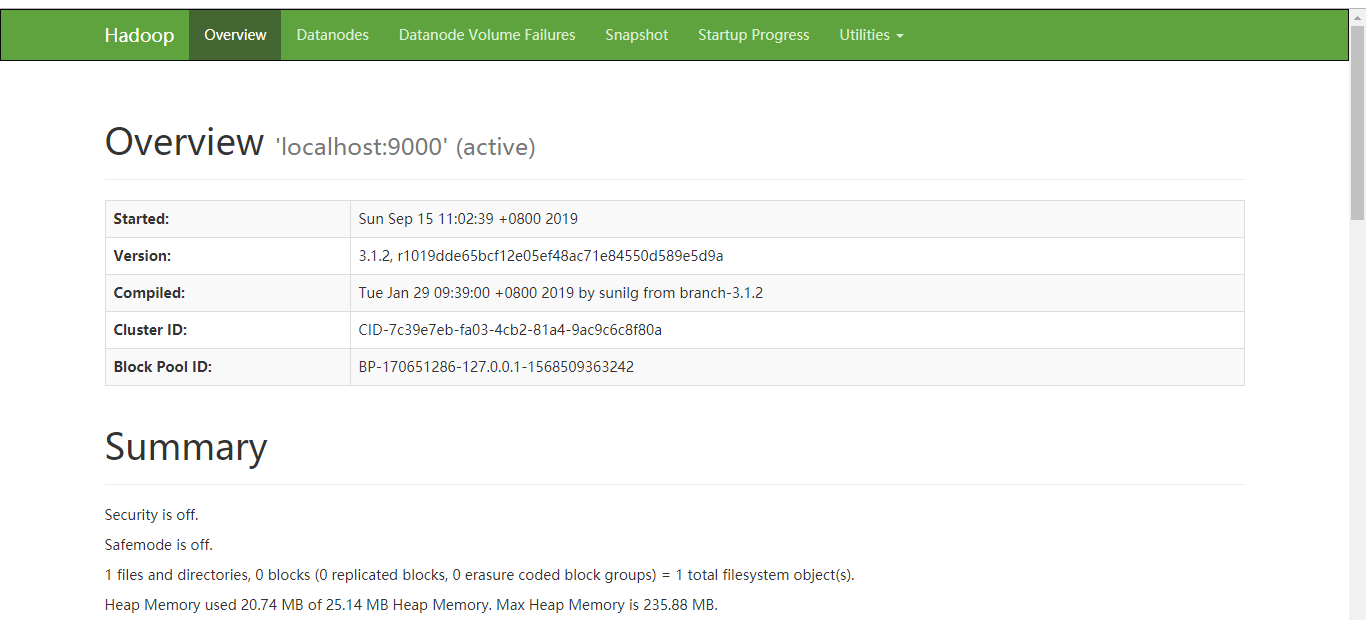 Hadoop Overview Datanodes Datanode Volume Failures Snapshot Startup Progress Utilities
Overview 'localhost:9000' (active)
Started: Sun Sep 15 11:02:39 +0800 2019
Version: 3.1.2, r1019dde65bcf12e05ef48ac71e84550d589e5d9a
Compiled: Tue Jan 29 09:39:00 +0800 2019 by sunilg from branch-3.1.2
Cluster ID: CID-7c39e7eb-fa03-4cb2-81a4-9ac9c6c8f80a
Block Pool ID: BP-170651286-127.0.0.1-1568509363242
Summary
Security is off.
Safemode is off.
1 files and directories, 0 blocks (0 replicated blocks, 0 erasure coded block groups) = 1 total filesystem object(s).
Heap Memory used 20.74 MB of 25.14 MB Heap Memory. Max Heap Memory is 235.88 MB.